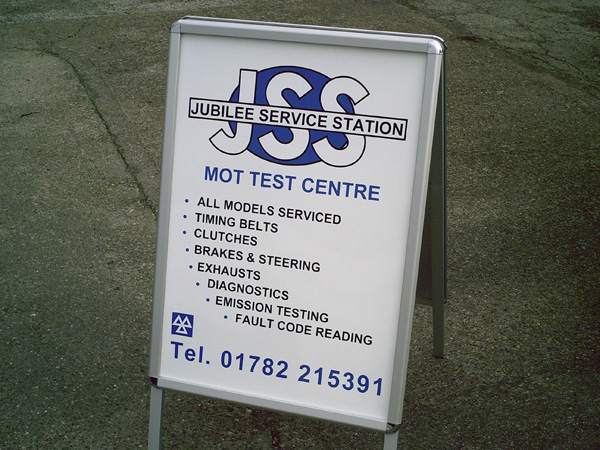 JSS
JUBILEE SERVICE STATION
MOT TEST CENTRE
• ALL MODELS SERVICED
• TIMING BELTS
• CLUTCHES
• BRAKES & STEERING
• EXHAUSTS
• DIAGNOSTICS
• EMISSION TESTING
• FAULT CODE READING
Tel. 01782 215391